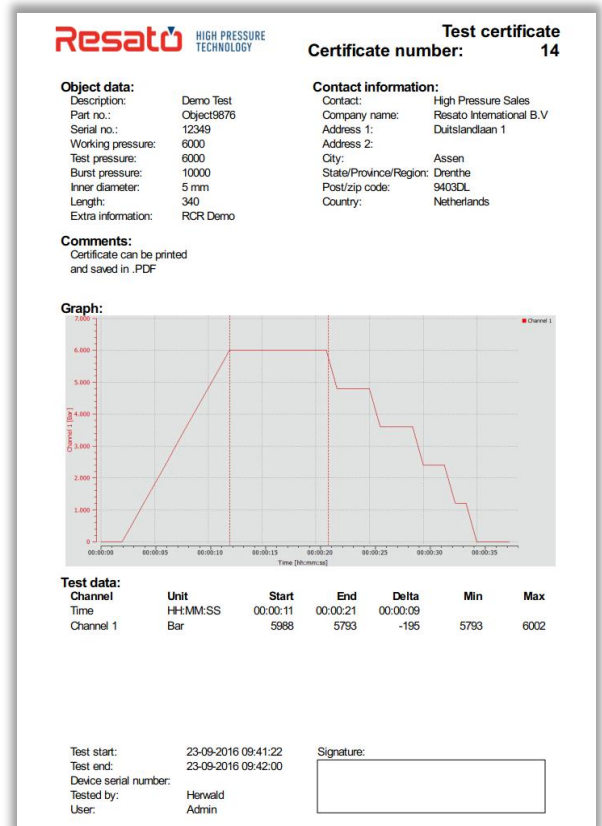 Resato HIGH PRESSURE TECHNOLOGY
Test certificate
Certificate number: 14
Object data:
Description: Demo Test
Part no.: Object9876
Serial no.: 12349
Working pressure: 6000
Test pressure: 6000
Burst pressure: 10000
Inner diameter: 5 mm
Length: 340
Extra information: RCR Demo
Contact information:
Contact: High Pressure Sales
Company name: Resato International B.V
Address 1: Duitslandlaan 1
Address 2:
City: Assen
State/Province/Region: Drenthe
Post/zip code: 9403DL
Country: Netherlands
Comments:
Certificate can be printed
and saved in .PDF
Graph:
Channel 1
7.000
6.000
5.000
4.000
3.000
2.000
1.000
0
Channel 1 [Bar]
00:00:00 00:00:05 00:00:10 00:00:15 00:00:20 00:00:25 00:00:30 00:00:35
Time [hh:mm:ss]
Test data:
Channel Unit Start End Delta Min Max
Time HH:MM:SS 00:00:11 00:00:21 00:00:09
Channel 1 Bar 5988 5793 -195 5793 6002
Test start: 23-09-2016 09:41:22
Test end: 23-09-2016 09:42:00
Device serial number:
Tested by: Herwald
User: Admin
Signature: